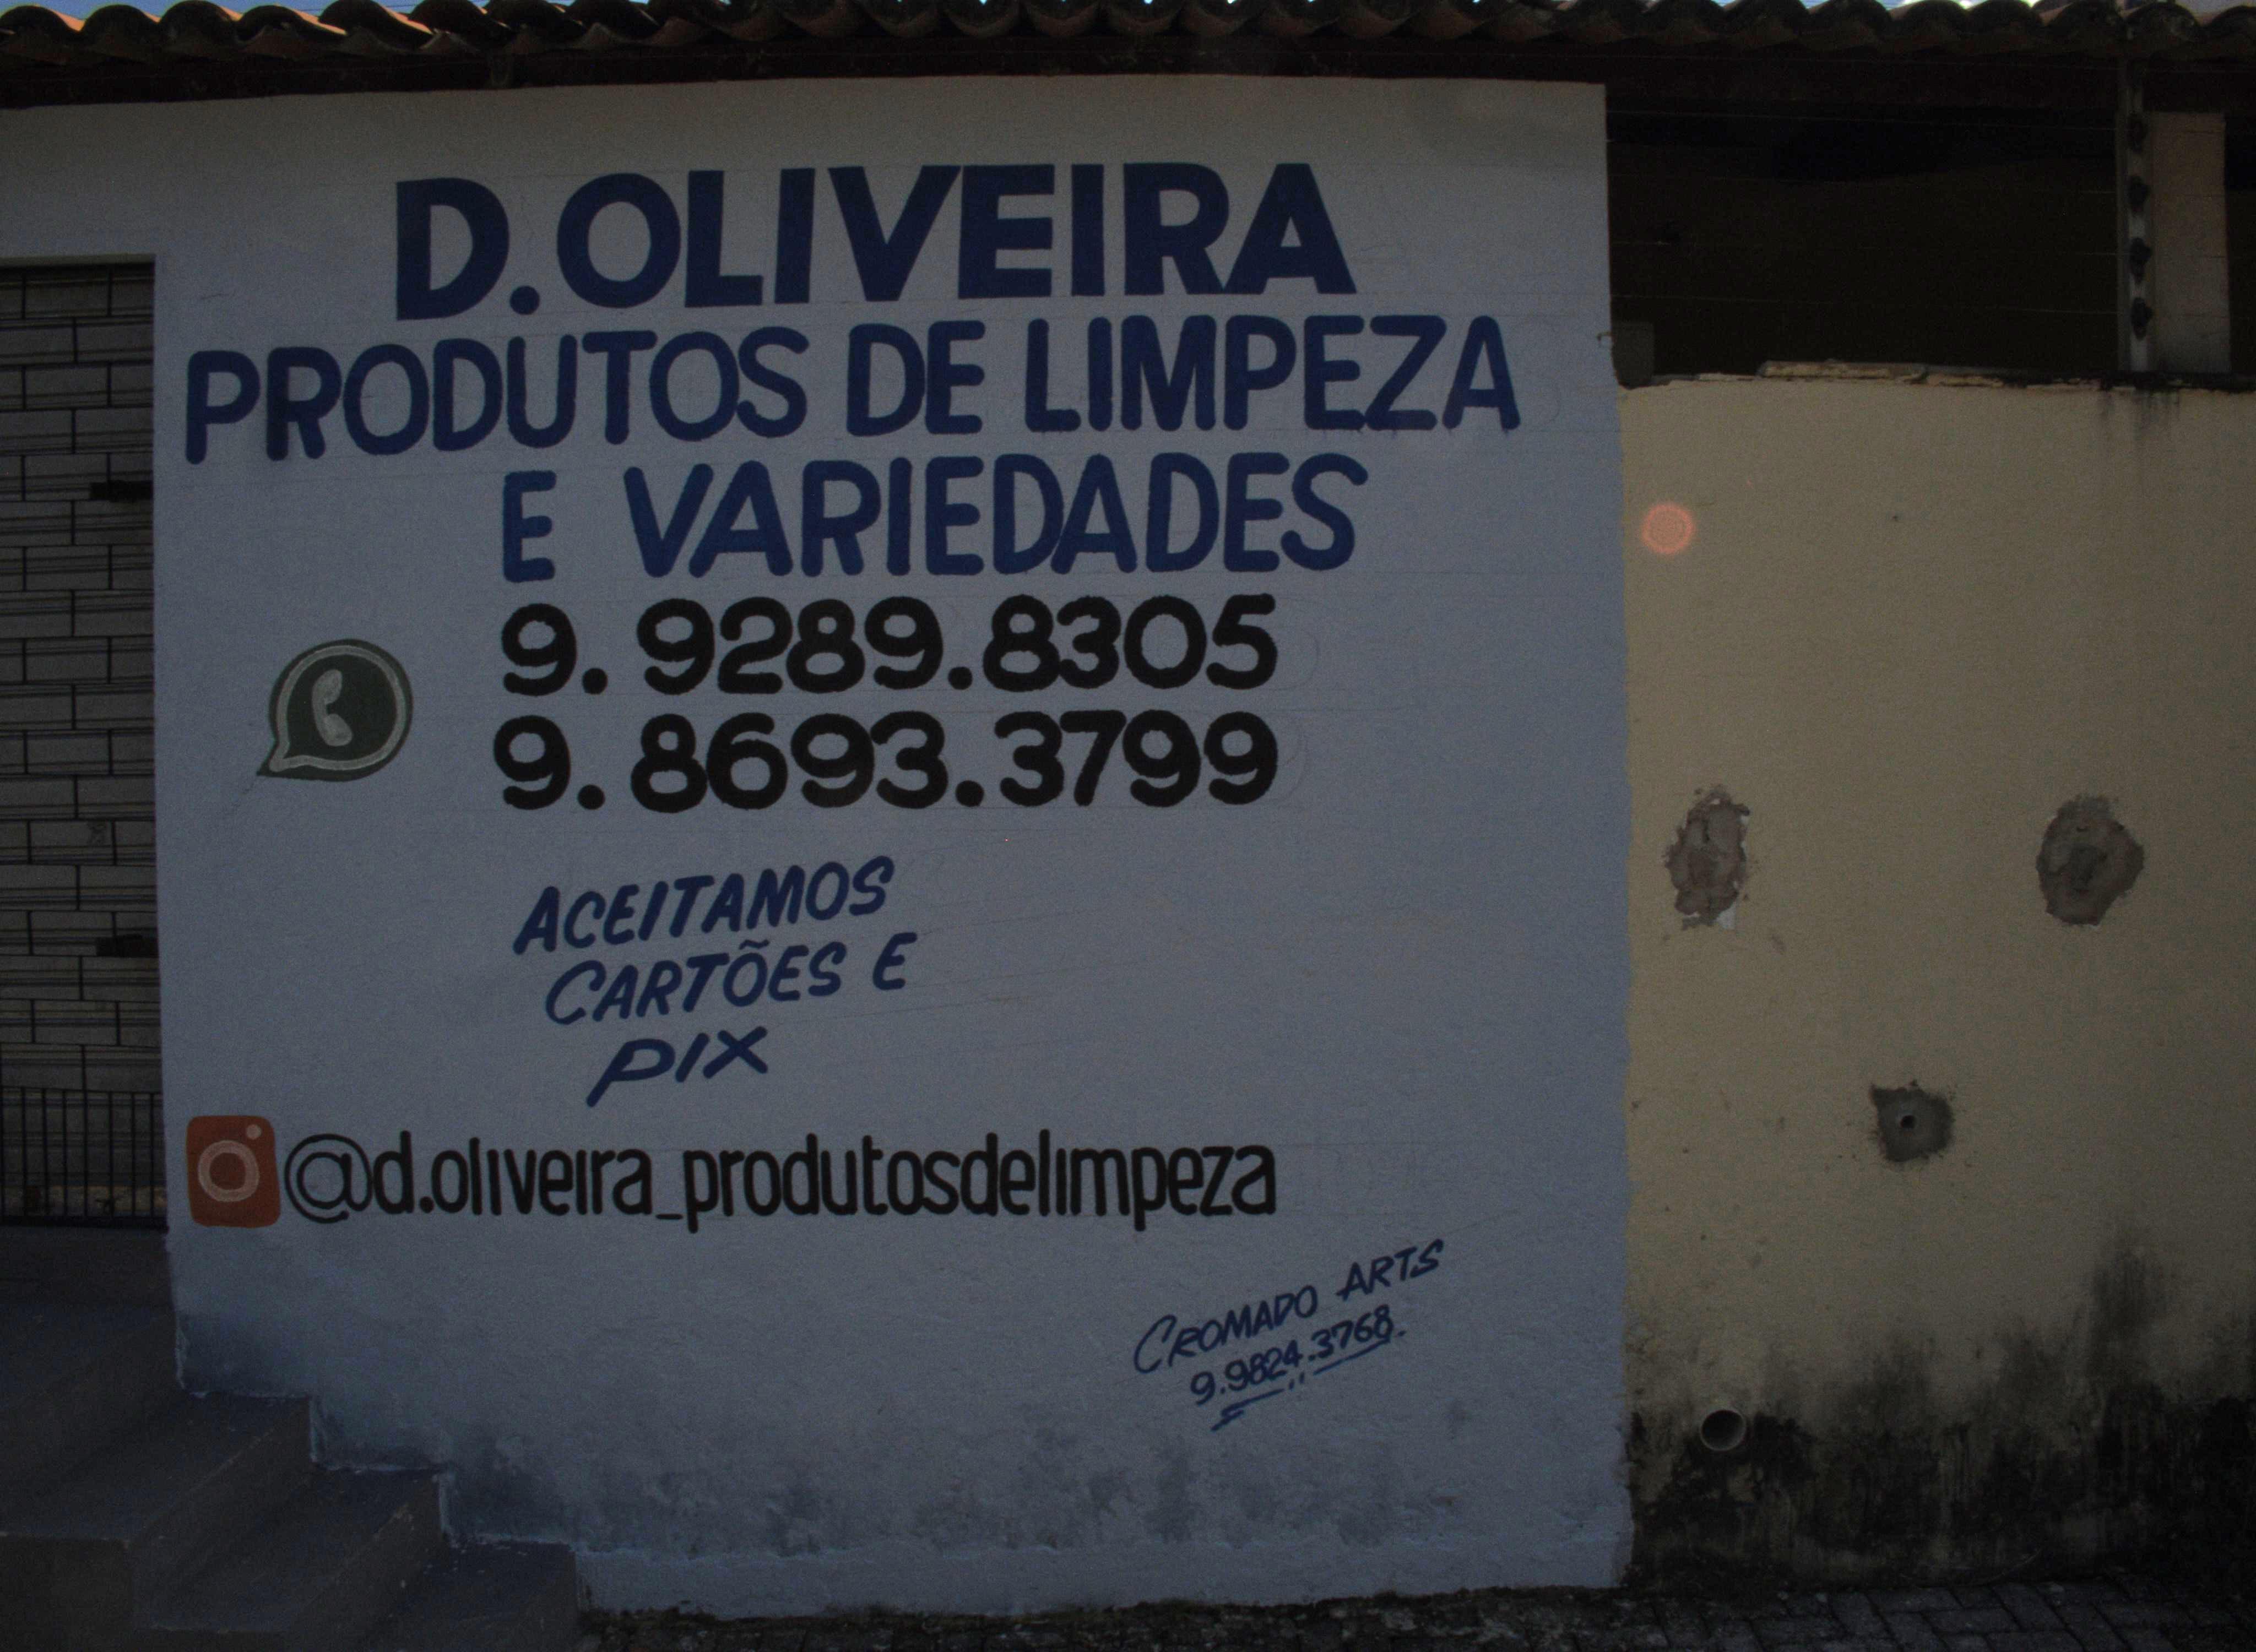 D.OLIVEIRA
PRODUTOS DE LIMPEZA
E VARIEDADES
9.9289.8305
9.8693.3799
ACEITAMOS
CARTÕES E
PIX
@d.oliveira_produtosdelimpeza
CROMADO ARTS
9.9824.3768